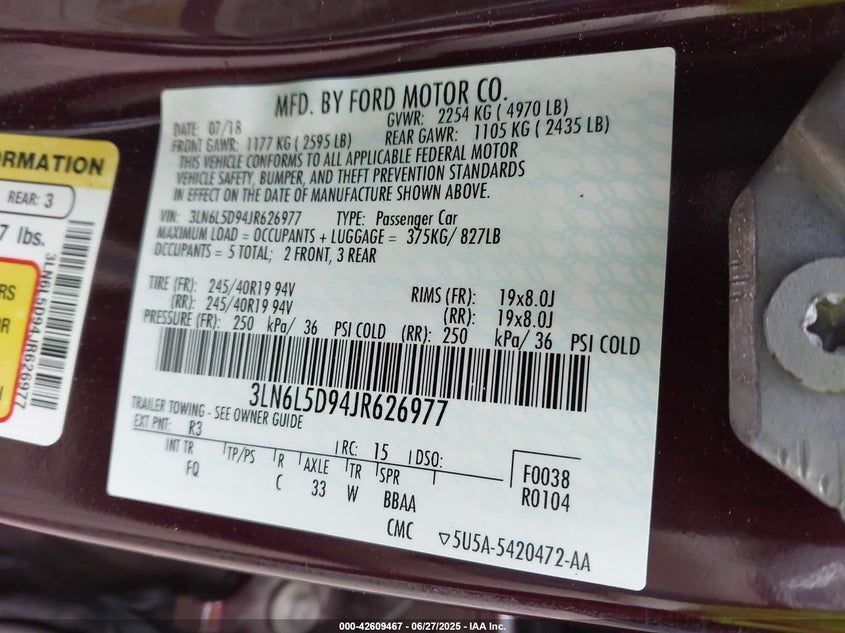 MFD. BY FORD MOTOR CO.
DATE: 07/18 GVWR: 2254 KG ( 4970 LB)
FRONT GAWR: 1177 KG ( 2595 LB) REAR GAWR: 1105 KG ( 2435 LB)
THIS VEHICLE CONFORMS TO ALL APPLICABLE FEDERAL MOTOR
VEHICLE SAFETY, BUMPER, AND THEFT PREVENTION STANDARDS
IN EFFECT ON THE DATE OF MANUFACTURE SHOWN ABOVE.
VIN: 3LN6L5D94JR626977 TYPE: Passenger Car
MAXIMUM LOAD = OCCUPANTS + LUGGAGE = 375KG/ 827LB
OCCUPANTS = 5 TOTAL; 2 FRONT, 3 REAR
TIRE (FR): 245/40R19 94V RIMS (FR): 19x8.0J
(RR): 245/40R19 94V (RR): 19x8.0J
PRESSURE (FR): 250 kPa/ 36 PSI COLD (RR): 250 kPa/ 36 PSI COLD
3LN6L5D94JR626977
TRAILER TOWING - SEE OWNER GUIDE
EXT PNT: R3 RC: 15 DSO:
INT TR TP/PS R AXLE TR SPR
FQ C 33 W BBAA
CMC
F0038
R0104
▽5U5A-5420472-AA
ORMATION
REAR: 3
7 lbs.
3LN6L5D94JR626977
ERS
OR
000-42609467 - 06/27/2025 - IAA Inc.